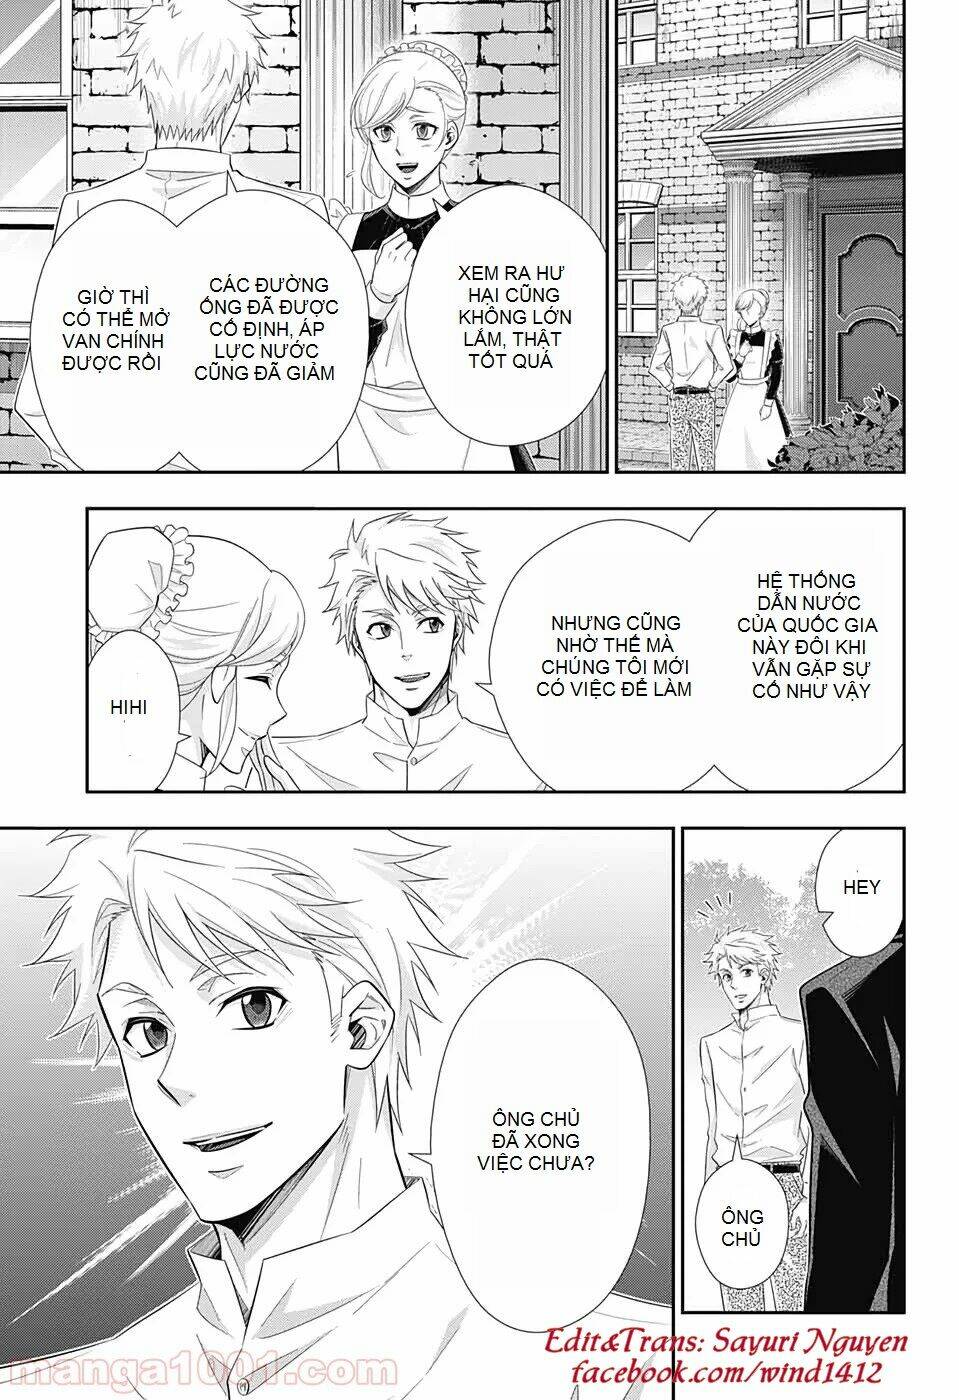 XEM RA HƯ
HẠI CŨNG
KHÔNG LỚN
LẮM, THẬT
TỐT QUÁ
CÁC ĐƯỜNG
ỐNG ĐÃ ĐƯỢC
CỐ ĐỊNH, ÁP
LỰC NƯỚC
CŨNG ĐÃ GIẢM
GIỜ THÌ
CÓ THỂ MỞ
VAN CHÍNH
ĐƯỢC RỒI
HỆ THỐNG
DẪN NƯỚC
CỦA QUỐC GIA
NÀY ĐÔI KHI
VẪN GẶP SỰ
CỐ NHƯ VẬY
NHƯNG CŨNG
NHỜ THẾ MÀ
CHÚNG TÔI MỚI
CÓ VIỆC ĐỂ LÀM
HIHI
HEY
ÔNG
CHỦ
ÔNG CHỦ
ĐÃ XONG
VIỆC CHƯA?
Edit&Trans: Sayuri Nguyen
facebook.com/wind1412
manga1001.com